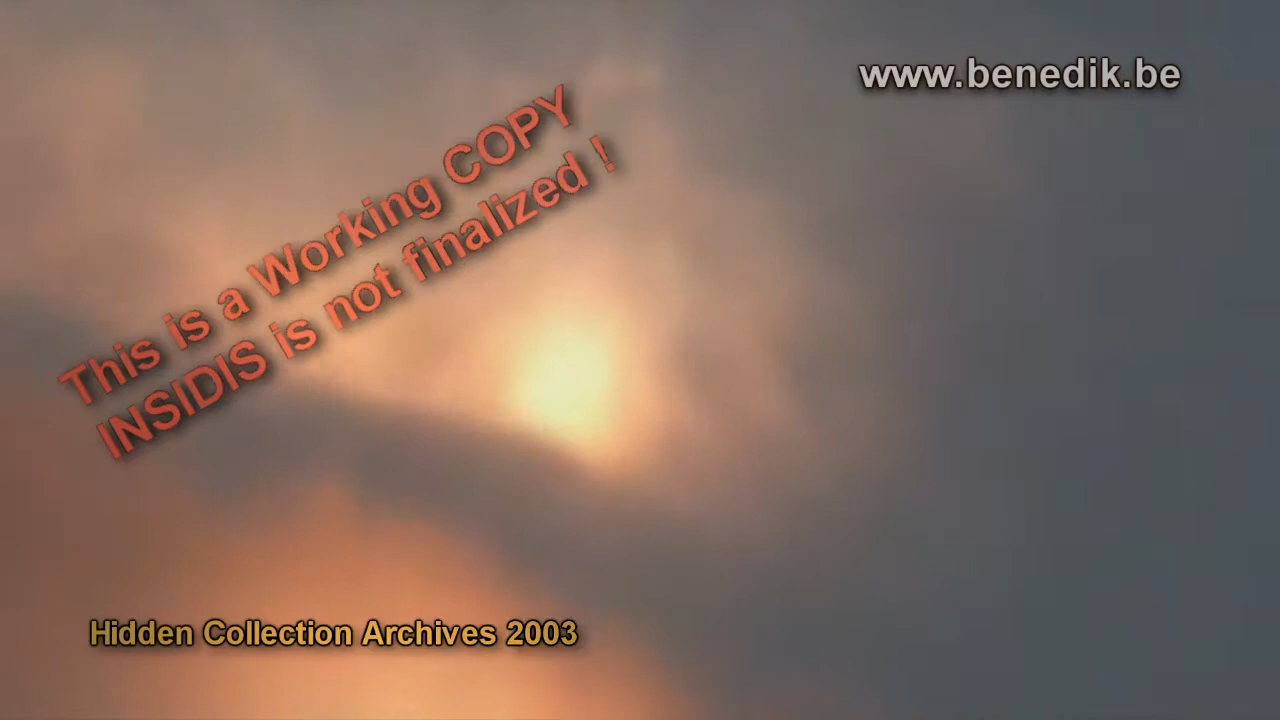 www.benedik.be
This is a Working COPY
INSIDIS is not finalized !
Hidden Collection Archives 2003